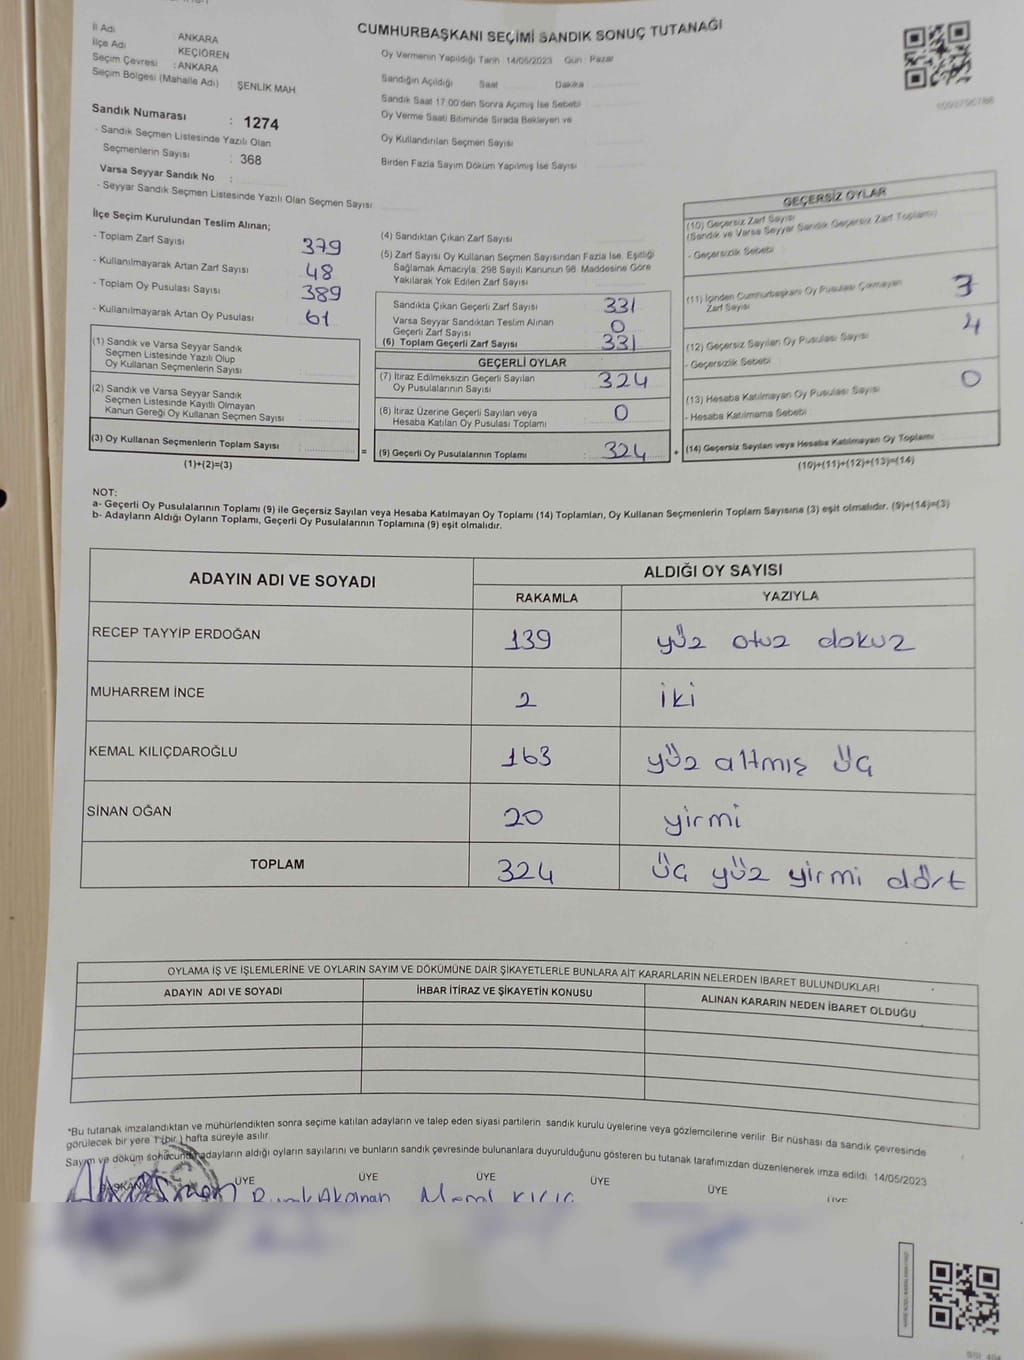 CUMHURBAŞKANI SEÇİMİ SANDIK SONUÇ TUTANAĞI
İl Adı : ANKARA
İlçe Adı : KEÇİÖREN
Seçim Çevresi : ANKARA
Seçim Bölgesi (Mahalle Adı) : ŞENLİK MAH
Sandık Numarası : 1274
- Sandık Seçmen Listesinde Yazılı Olan
Seçmenlerin Sayısı : 368
Varsa Seyyar Sandık No :
- Seyyar Sandık Seçmen Listesinde Yazılı Olan Seçmen Sayısı
Oy Vermenin Yapıldığı Tarih : 14/05/2023 Gün : Pazar
Sandığın Açıldığı Saat Dakika
Sandık Saat 17.00'den Sonra Açımış İse Sebebi
Oy Verme Saati Bitiminde Sırada Bekleyen ve
Oy Kullandırılan Seçmen Sayısı
Birden Fazla Sayım Döküm Yapılmış İse Sayısı
İlçe Seçim Kurulundan Teslim Alınan;
- Toplam Zarf Sayısı 379
- Kullanılmayarak Artan Zarf Sayısı 48
- Toplam Oy Pusulası Sayısı 389
- Kullanılmayarak Artan Oy Pusulası 61
(1) Sandık ve Varsa Seyyar Sandık
Seçmen Listesinde Yazılı Olup
Oy Kullanan Seçmenlerin Sayısı
(2) Sandık ve Varsa Seyyar Sandık
Seçmen Listesinde Kayıtlı Olmayan
Kanun Gereği Oy Kullanan Seçmen Sayısı
(3) Oy Kullanan Seçmenlerin Toplam Sayısı : =
(1)+(2)=(3)
(4) Sandıktan Çıkan Zarf Sayısı
(5) Zarf Sayısı Oy Kullanan Seçmen Sayısından Fazla İse, Eşitliği
Sağlamak Amacıyla, 298 Sayılı Kanunun 98. Maddesine Göre
Yakılarak Yok Edilen Zarf Sayısı
Sandıkta Çıkan Geçerli Zarf Sayısı 331
Varsa Seyyar Sandıktan Teslim Alınan
Geçerli Zarf Sayısı 0
(6) Toplam Geçerli Zarf Sayısı 331
GEÇERLİ OYLAR
(7) İtiraz Edilmeksizin Geçerli Sayılan
Oy Pusulalarının Sayısı 324
(8) İtiraz Üzerine Geçerli Sayılan veya
Hesaba Katılan Oy Pusulası Toplamı 0
(9) Geçerli Oy Pusulalarının Toplamı : 324 +
GEÇERSİZ OYLAR
(10) Geçersiz Zarf Sayısı
(Sandık ve Varsa Seyyar Sandık Geçersiz Zarf Toplamı)
- Geçersizlik Sebebi
(11) İçinden Cumhurbaşkanı Oy Pusulası Çıkmayan
Zarf Sayısı 3
(12) Geçersiz Sayılan Oy Pusulası Sayısı 4
- Geçersizlik Sebebi
(13) Hesaba Katılmayan Oy Pusulası Sayısı 0
- Hesaba Katılmama Sebebi
(14) Geçersiz Sayılan veya Hesaba Katılmayan Oy Toplamı
(10)+(11)+(12)+(13)=(14)
NOT:
a- Geçerli Oy Pusulalarının Toplamı (9) ile Geçersiz Sayılan veya Hesaba Katılmayan Oy Toplamı (14) Toplamları, Oy Kullanan Seçmenlerin Toplam Sayısına (3) eşit olmalıdır. (9)+(14)=(3)
b- Adayların Aldığı Oyların Toplamı, Geçerli Oy Pusulalarının Toplamına (9) eşit olmalıdır.
ADAYIN ADI VE SOYADI ALDIĞI OY SAYISI
RAKAMLA YAZIYLA
RECEP TAYYİP ERDOĞAN 139 yüz otuz dokuz
MUHARREM İNCE 2 iki
KEMAL KILIÇDAROĞLU 163 yüz altmış üç
SİNAN OĞAN 20 yirmi
TOPLAM 324 üç yüz yirmi dört
OYLAMA İŞ VE İŞLEMLERİNE VE OYLARIN SAYIM VE DÖKÜMÜNE DAİR ŞİKAYETLERLE BUNLARA AİT KARARLARIN NELERDEN İBARET BULUNDUKLARI
ADAYIN ADI VE SOYADI İHBAR İTİRAZ VE ŞİKAYETİN KONUSU ALINAN KARARIN NEDEN İBARET OLDUĞU
*Bu tutanak imzalandıktan ve mühürlendikten sonra seçime katılan adayların ve talep eden siyasi partilerin sandık kurulu üyelerine veya gözlemcilerine verilir. Bir nüshası da sandık çevresinde
görülecek bir yere 1 (bir) hafta süreyle asılır.
Sayım ve döküm sonucunda adayların aldığı oyların sayılarını ve bunların sandık çevresinde bulunanlara duyurulduğunu gösteren bu tutanak tarafımızdan düzenlenerek imza edildi. 14/05/2023
BAŞKAN ÜYE ÜYE ÜYE ÜYE ÜYE ÜYE